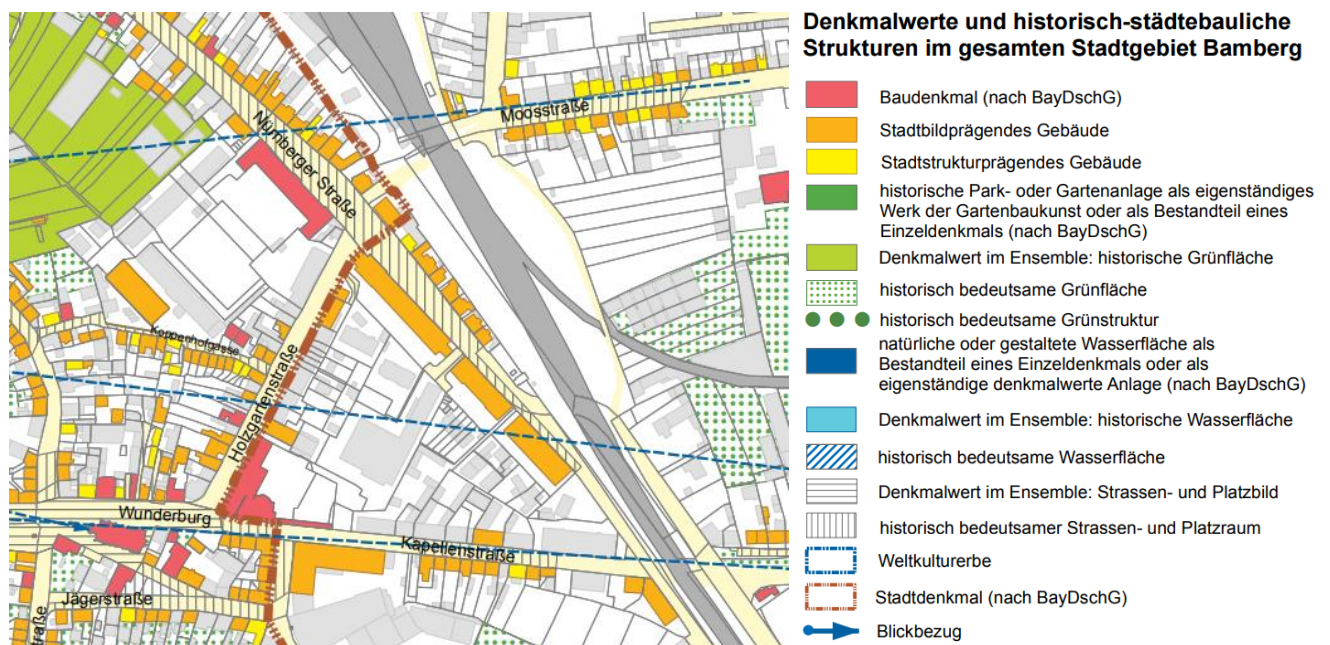 Denkmalwerte und historisch-städtebauliche
Strukturen im gesamten Stadtgebiet Bamberg
Baudenkmal (nach BayDschG)
Stadtbildprägendes Gebäude
Stadtstrukturprägendes Gebäude
historische Park- oder Gartenanlage als eigenständiges
Werk der Gartenbaukunst oder als Bestandteil eines
Einzeldenkmals (nach BayDschG)
Denkmalwert im Ensemble: historische Grünfläche
historisch bedeutsame Grünfläche
historisch bedeutsame Grünstruktur
natürliche oder gestaltete Wasserfläche als
Bestandteil eines Einzeldenkmals oder als
eigenständige denkmalwerte Anlage (nach BayDschG)
Denkmalwert im Ensemble: historische Wasserfläche
historisch bedeutsame Wasserfläche
Denkmalwert im Ensemble: Strassen- und Platzbild
historisch bedeutsamer Strassen- und Platzraum
Weltkulturerbe
Stadtdenkmal (nach BayDschG)
Blickbezug
Moosstraße
Nürnberger Straße
Koppenhofgasse
Holzgartenstraße
Wunderburg
Kapellenstraße
Jägerstraße
straße